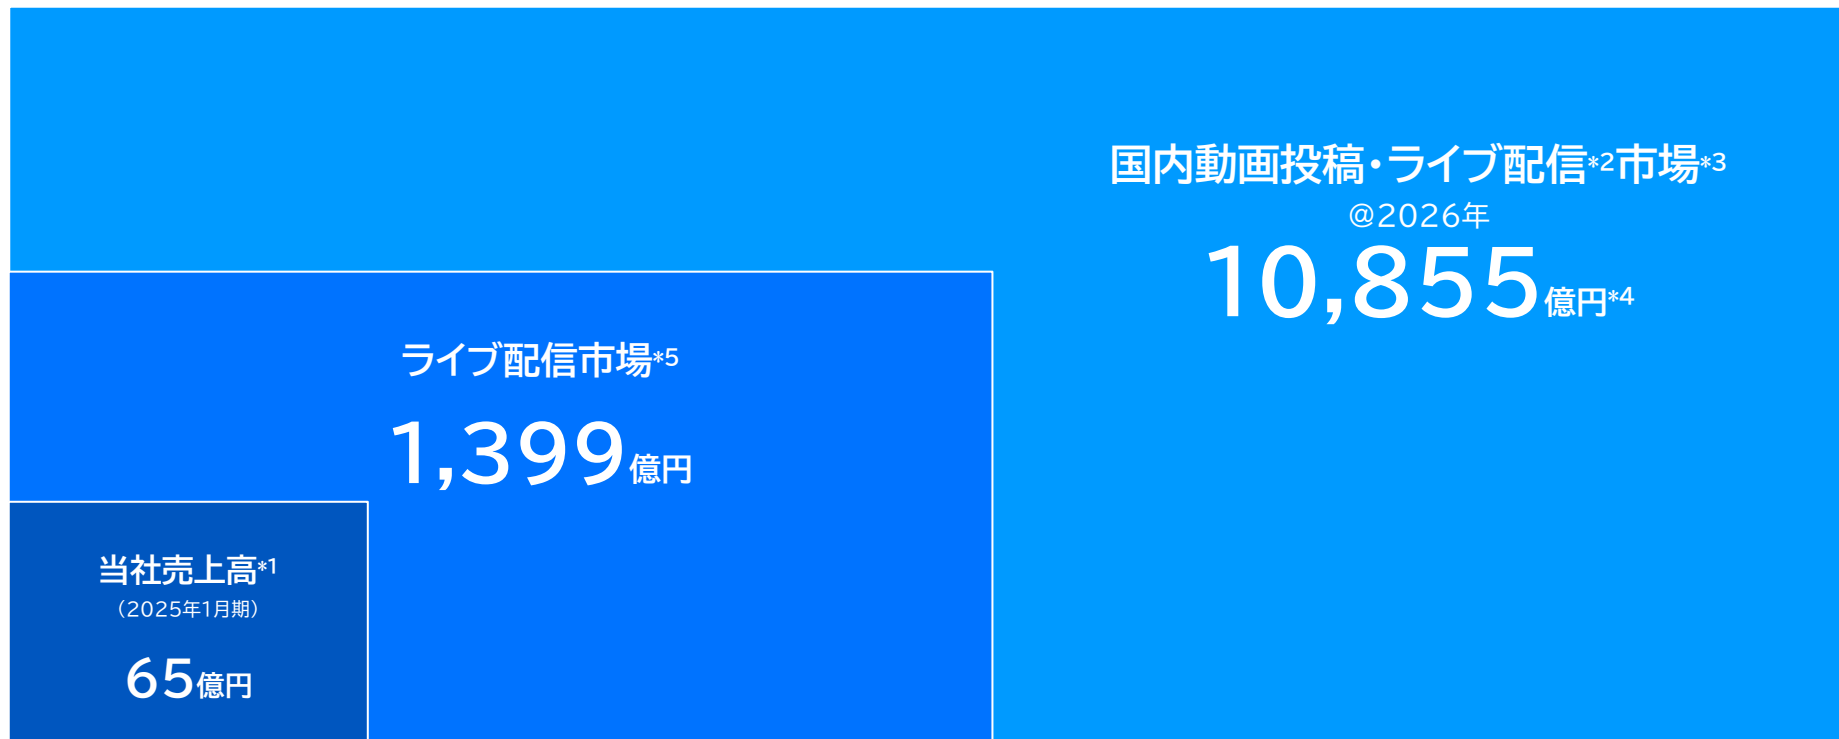 国内動画投稿・ライブ配信*2市場*3
@2026年
10,855億円*4
ライブ配信市場*5
1,399億円
当社売上高*1
（2025年1月期）
65億円